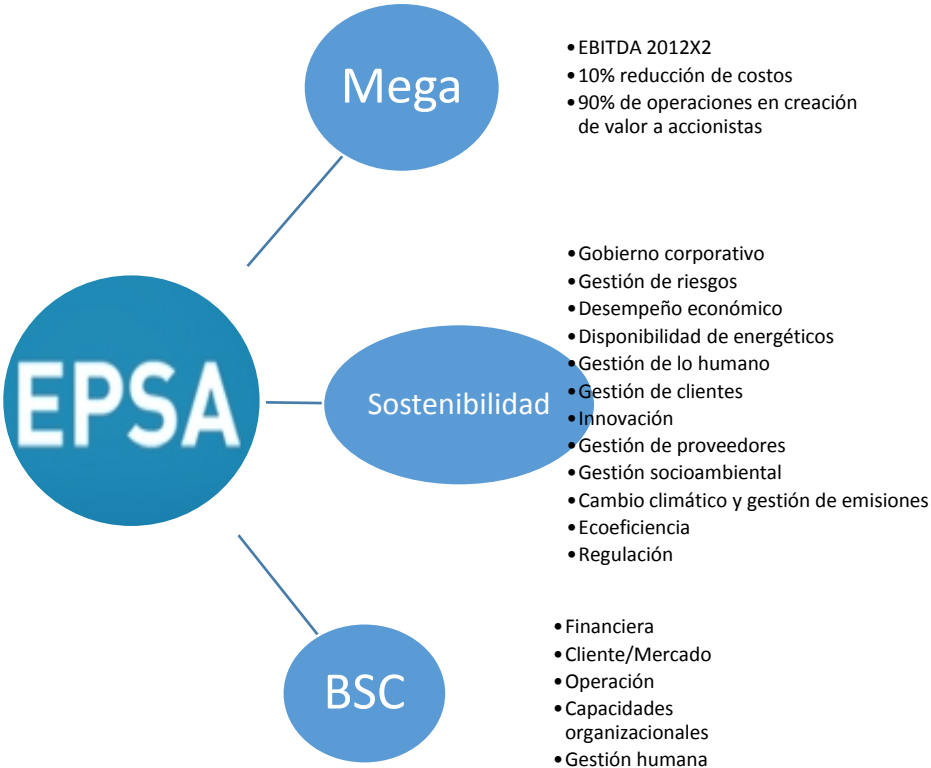 Mega
•EBITDA 2012X2
•10% reducción de costos
•90% de operaciones en creación
de valor a accionistas
EPSA
Sostenibilidad
•Gobierno corporativo
•Gestión de riesgos
•Desempeño económico
•Disponibilidad de energéticos
•Gestión de lo humano
•Gestión de clientes
•Innovación
•Gestión de proveedores
•Gestión socioambiental
•Cambio climático y gestión de emisiones
•Ecoeficiencia
•Regulación
BSC
•Financiera
•Cliente/Mercado
•Operación
•Capacidades
organizacionales
•Gestión humana